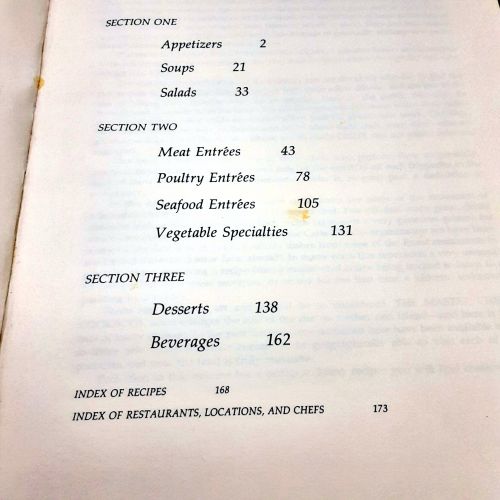 SECTION ONE
Appetizers 2
Soups 21
Salads 33
SECTION TWO
Meat Entrées 43
Poultry Entrées 78
Seafood Entrées 105
Vegetable Specialties 131
SECTION THREE
Desserts 138
Beverages 162
INDEX OF RECIPES 168
INDEX OF RESTAURANTS, LOCATIONS, AND CHEFS 173